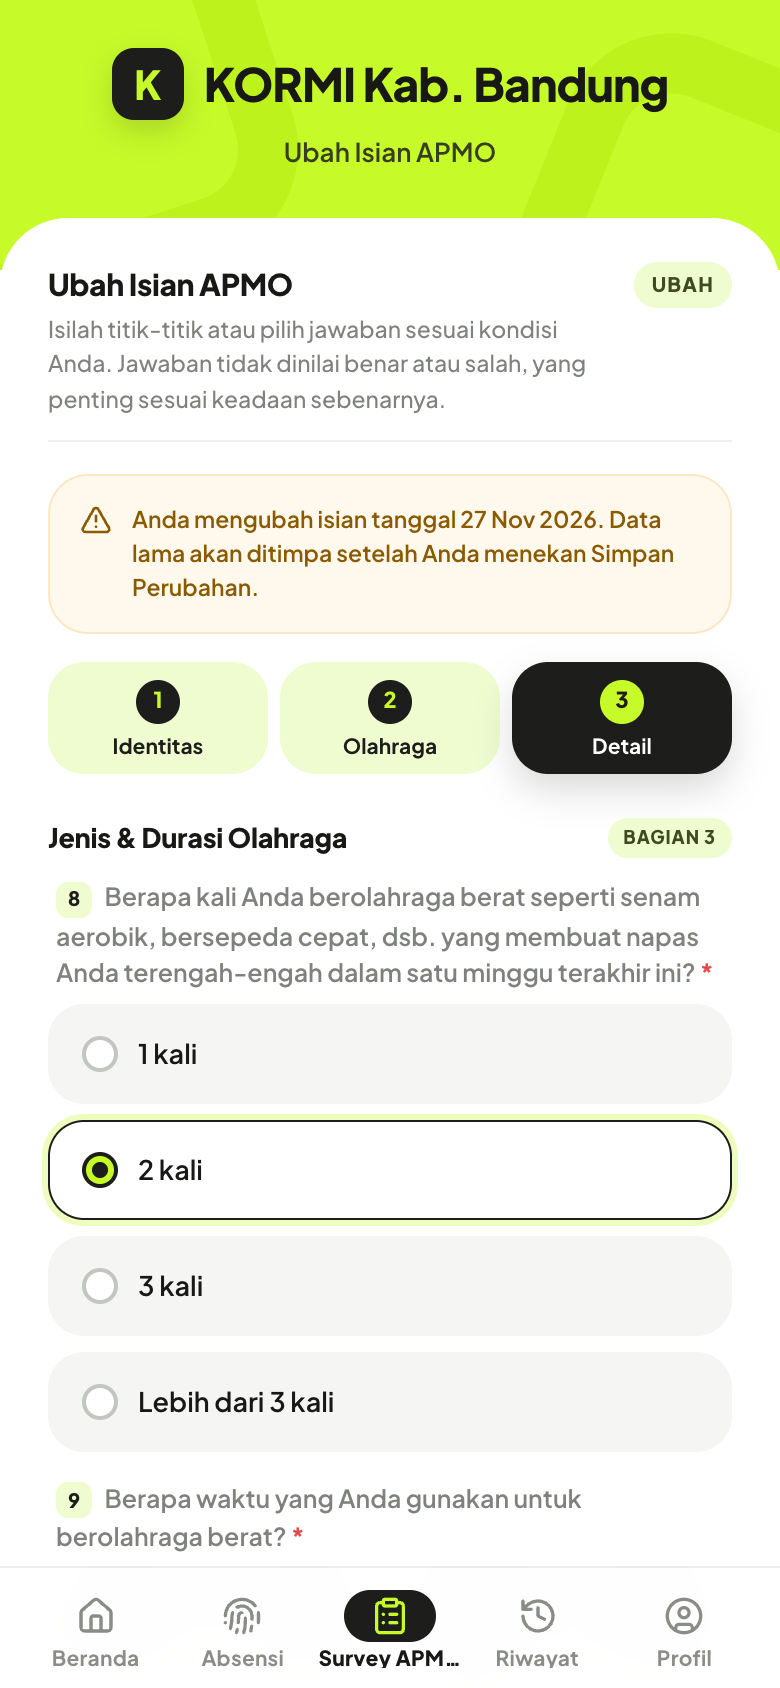 K KORMI Kab. Bandung
Ubah Isian APMO
Ubah Isian APMO
UBAH
Isilah titik-titik atau pilih jawaban sesuai kondisi
Anda. Jawaban tidak dinilai benar atau salah, yang
penting sesuai keadaan sebenarnya.
Anda mengubah isian tanggal 27 Nov 2026. Data
lama akan ditimpa setelah Anda menekan Simpan
Perubahan.
1
Identitas
2
Olahraga
3
Detail
Jenis & Durasi Olahraga
BAGIAN 3
8 Berapa kali Anda berolahraga berat seperti senam
aerobik, bersepeda cepat, dsb. yang membuat napas
Anda terengah-engah dalam satu minggu terakhir ini? *
1 kali
2 kali
3 kali
Lebih dari 3 kali
9 Berapa waktu yang Anda gunakan untuk
berolahraga berat? *
Beranda
Absensi
Survey APM...
Riwayat
Profil